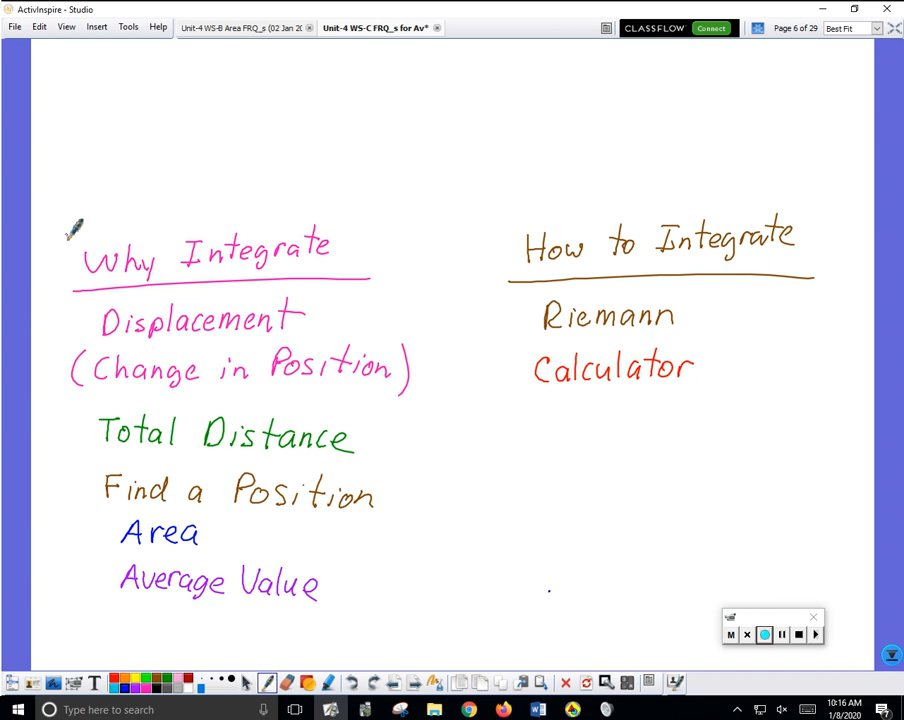 ActivInspire - Studio
File Edit View Insert Tools Help
Unit-4 WS-B Area FRQ_s (02 Jan 20
Unit-4 WS-C FRQ_s for Av*
CLASSFLOW Connect
Page 6 of 29
Best Fit
Why Integrate
Displacement
(Change in Position)
Total Distance
Find a Position
Area
Average Value
How to Integrate
Riemann
Calculator
M
T
Type here to search
10:16 AM
1/8/2020